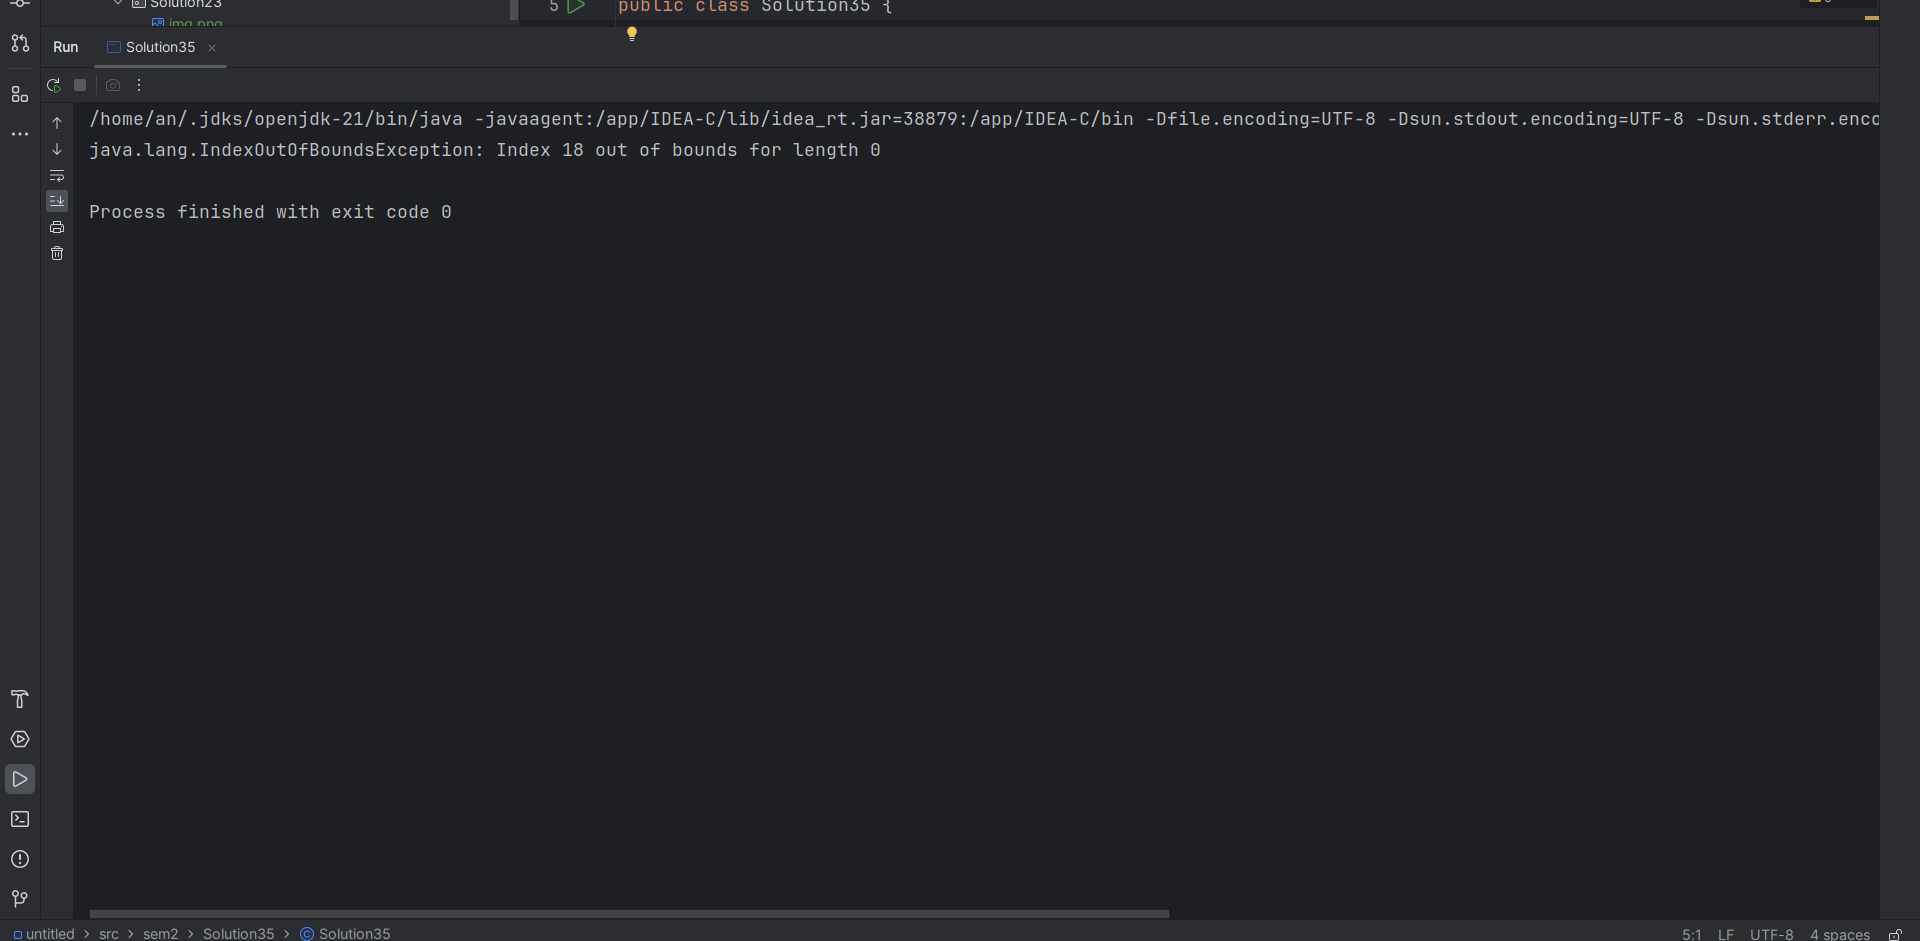 Solution23
img.png
5 public class Solution35 {
Run Solution35
/home/an/.jdks/openjdk-21/bin/java -javaagent:/app/IDEA-C/lib/idea_rt.jar=38879:/app/IDEA-C/bin -Dfile.encoding=UTF-8 -Dsun.stdout.encoding=UTF-8 -Dsun.stderr.enco
java.lang.IndexOutOfBoundsException: Index 18 out of bounds for length 0
Process finished with exit code 0
untitled > src > sem2 > Solution35 > Solution35 5:1 LF UTF-8 4 spaces